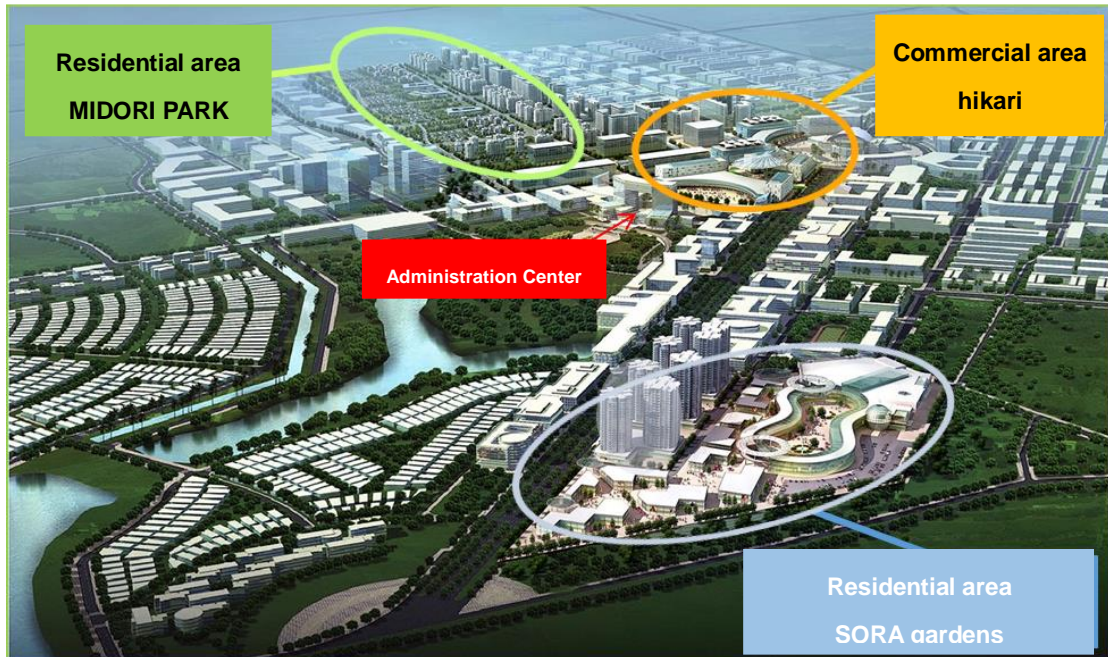 Residential area
MIDORI PARK
Commercial area
hikari
Administration Center
Residential area
SORA gardens